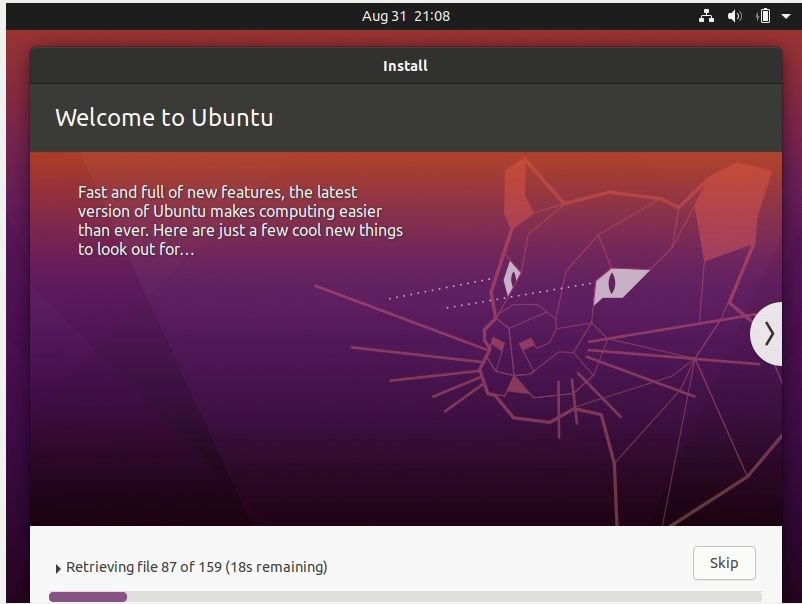 Aug 31 21:08
Install
Welcome to Ubuntu
Fast and full of new features, the latest
version of Ubuntu makes computing easier
than ever. Here are just a few cool new things
to look out for…
Retrieving file 87 of 159 (18s remaining)
Skip